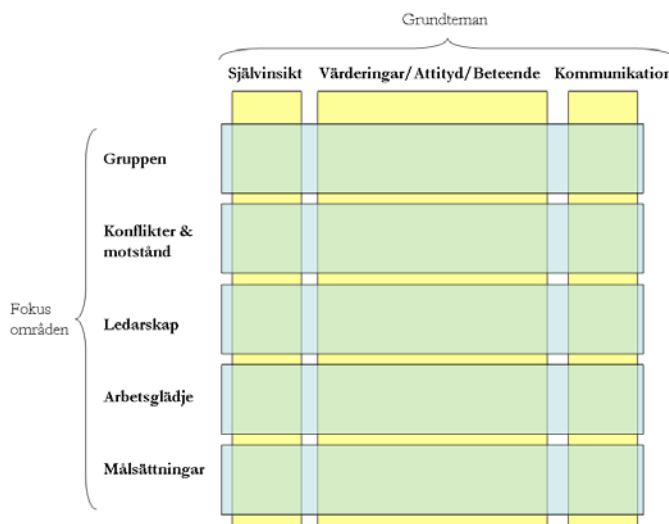 Grundteman
Självinsikt Värderingar/Attityd/Beteende Kommunikation
Gruppen
Konflikter &
motstånd
Fokus
områden
Ledarskap
Arbetsglädje
Målsättningar